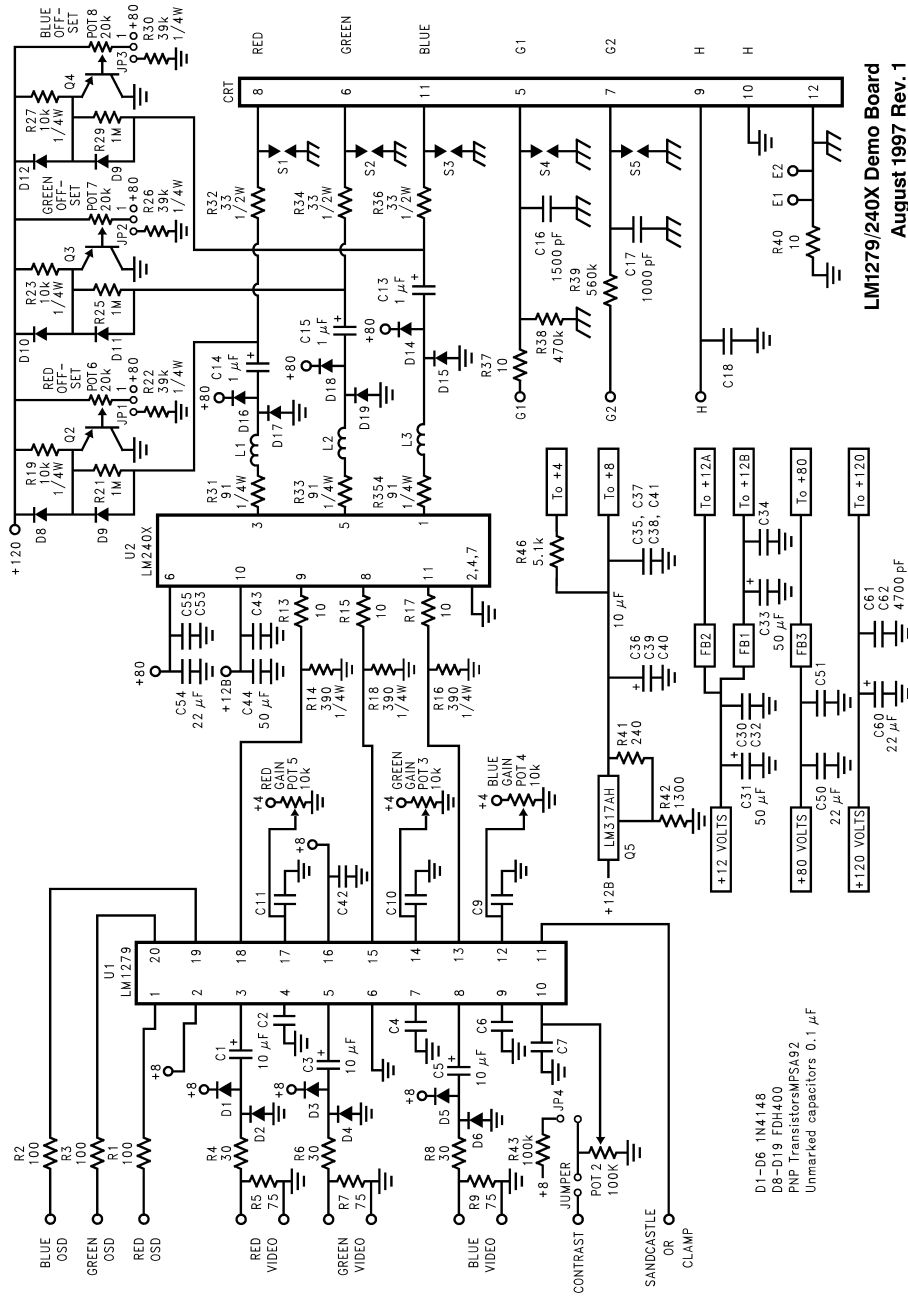 BLUE
OSD
R2
100
GREEN
OSD
R3
100
RED
OSD
R1
100
+8
RED
VIDEO
R4
30
R5
75
+8
D1
D2
C1
+
10 μF
C2
GREEN
VIDEO
R6
30
R7
75
+8
D3
D4
C3
+
10 μF
C4
BLUE
VIDEO
R8
30
R9
75
+8
D5
D6
C5
+
10 μF
C6
C7
CONTRAST
JUMPER
+8
R43
100k
JP4
POT 2
100K
SANDCASTLE
OR
CLAMP
U1
LM1279
1
2
3
4
5
6
7
8
9
10
20
19
18
17
16
15
14
13
12
11
C11
+4
RED
GAIN
POT 5
10k
+8
C42
C10
+4
GREEN
GAIN
POT 3
10k
C9
+4
BLUE
GAIN
POT 4
10k
+80
C54
22 μF
C55
C53
+12B
C44
50 μF
C43
R13
10
R14
390
1/4W
R15
10
R18
390
1/4W
R17
10
R16
390
1/4W
U2
LM240X
6
10
9
8
11
2,4,7
3
5
1
+120
D8
D9
R19
10k
1/4W
R21
1M
Q2
RED
OFF-
SET
POT6
20k
JP1
1
+80
R22
39k
1/4W
D10
D11
R23
10k
1/4W
R25
1M
Q3
GREEN
OFF-
SET
POT7
20k
JP2
1
+80
R26
39k
1/4W
D12
D9
R27
10k
1/4W
R29
1M
Q4
BLUE
OFF-
SET
POT8
20k
JP3
1
+80
R30
39k
1/4W
R31
91
1/4W
L1
+80
D16
D17
C14
1 μF
+
R32
33
1/2W
S1
R33
91
1/4W
L2
+80
D18
D19
C15
1 μF
+
R34
33
1/2W
S2
R354
91
1/4W
L3
+80
D14
D15
C13
1 μF
+
R36
33
1/2W
S3
CRT
8
6
11
5
7
9
10
12
RED
GREEN
BLUE
G1
G2
H
H
G1
R37
10
R38
470k
C16
1500 pF
S4
G2
R39
560k
C17
1000 pF
S5
H
C18
R40
10
E1
E2
+12B
LM317AH
Q5
R41
240
R42
1300
+
C36
C39
C40
10 μF
C35, C37
C38, C41
R46
5.1k
To +4
To +8
+12 VOLTS
+
C31
50 μF
C30
C32
FB2
FB1
+
C33
50 μF
C34
To +12A
To +12B
+80 VOLTS
C50
22 μF
C51
FB3
To +80
+120 VOLTS
+
C60
22 μF
C61
C62
4700 pF
To +120
D1-D6 1N4148
D8-D19 FDH400
PNP TransistorsMPSA92
Unmarked capacitors 0.1 μF
LM1279/240X Demo Board
August 1997 Rev. 1